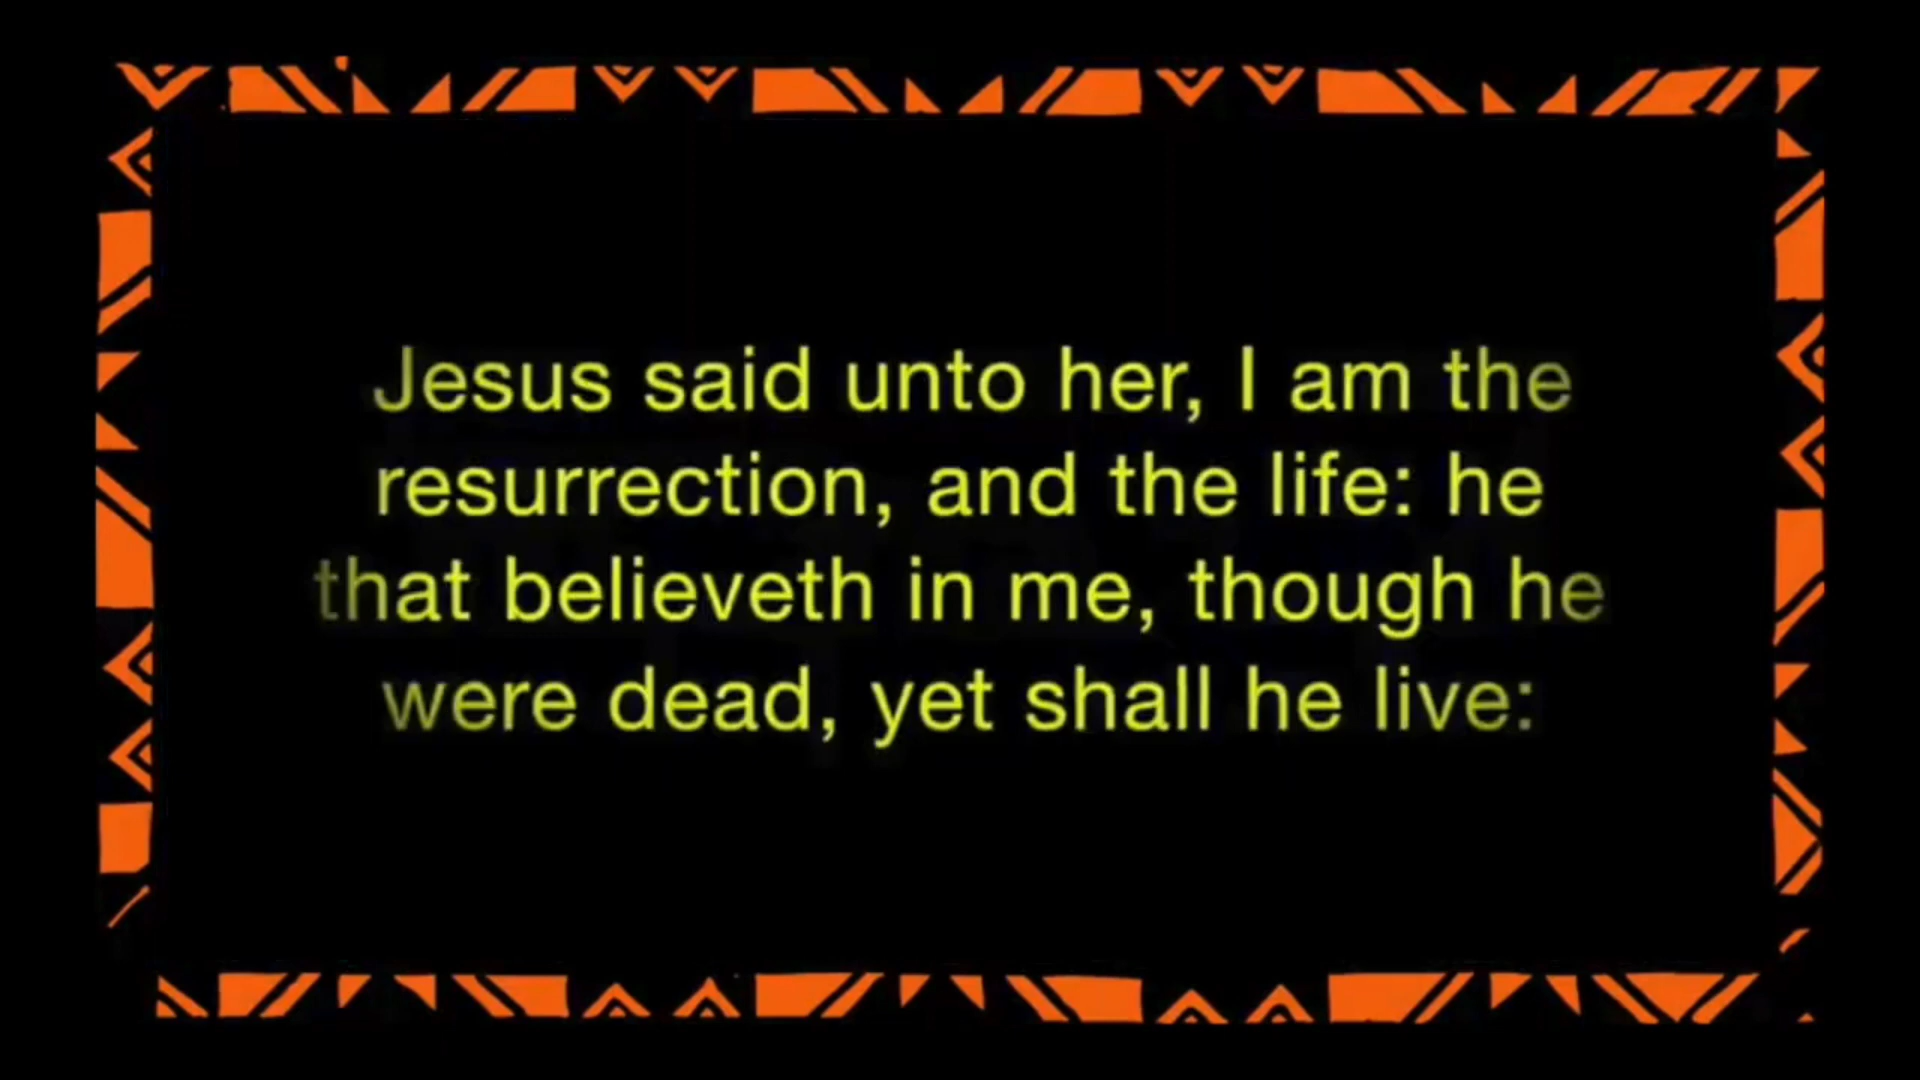 Jesus said unto her, I am the
resurrection, and the life: he
that believeth in me, though he
were dead, yet shall he live: